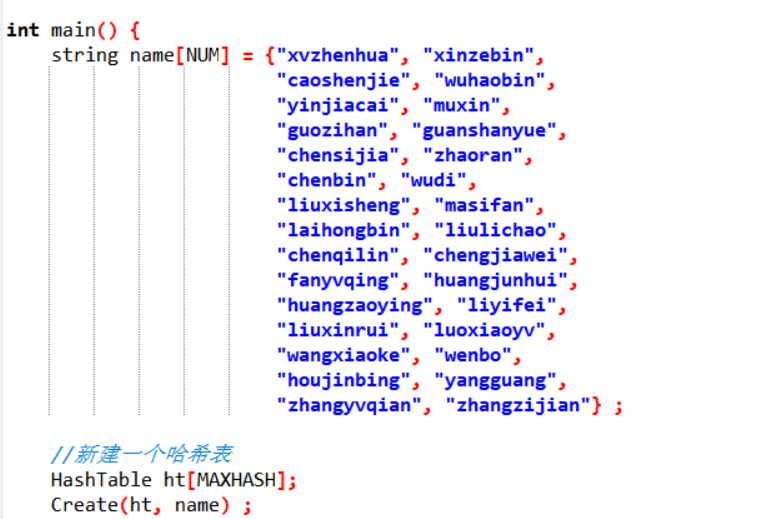 int main() {
string name[NUM] = {"xvzhenhua", "xinzebin",
"caoshenjie", "wuhaobin",
"yinjiacai", "muxin",
"guozihan", "guanshanyue",
"chensijia", "zhaoran",
"chenbin", "wudi",
"liuxisheng", "masifan",
"laihongbin", "liulichao",
"chenqilin", "chengjiawei",
"fanyvqing", "huangjunhui",
"huangzaoying", "liyifei",
"liuxinrui", "luoxiaoyv",
"wangxiaoke", "wenbo",
"houjinbing", "yangguang",
"zhangyvqian", "zhangzijian"} ;
//新建一个哈希表
HashTable ht[MAXHASH];
Create(ht, name) ;